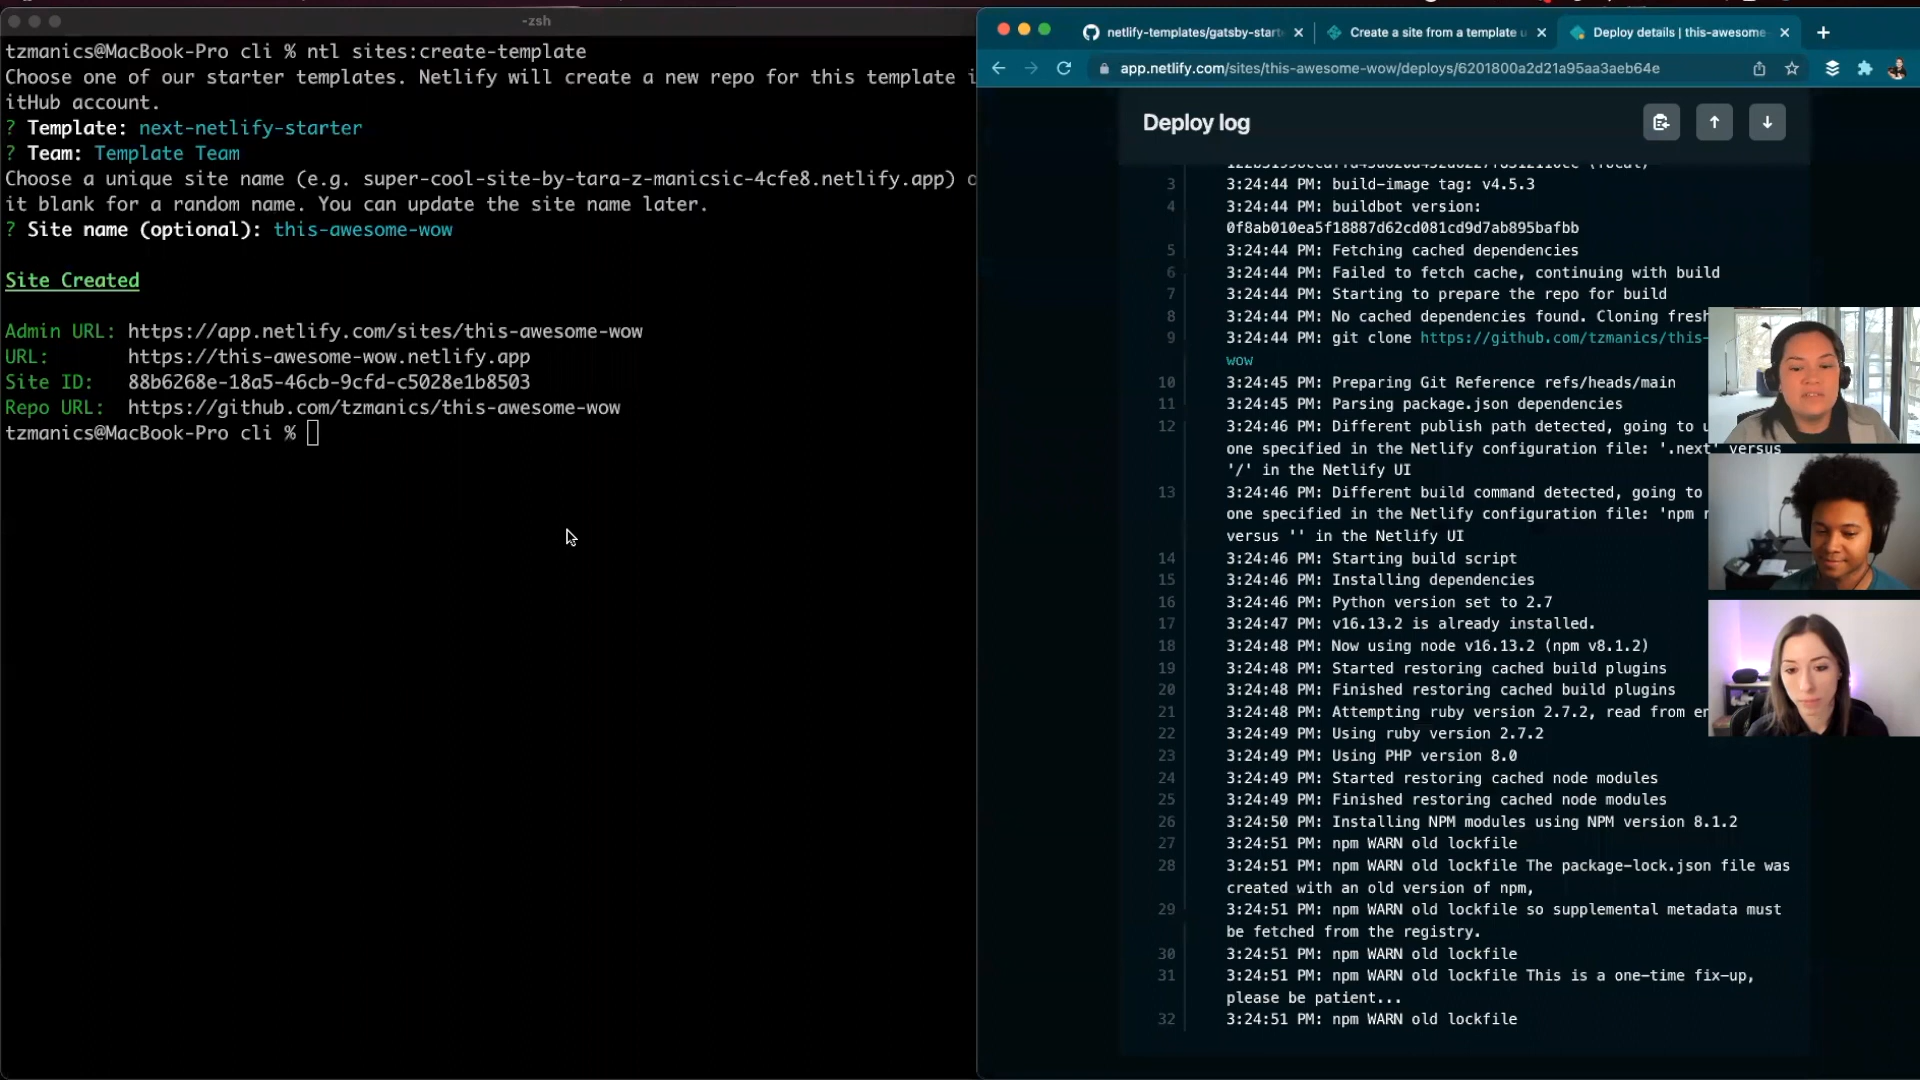 -zsh
tzmanics@MacBook-Pro cli % ntl sites:create-template
Choose one of our starter templates. Netlify will create a new repo for this template i
itHub account.
? Template: next-netlify-starter
? Team: Template Team
Choose a unique site name (e.g. super-cool-site-by-tara-z-manicsic-4cfe8.netlify.app) o
it blank for a random name. You can update the site name later.
? Site name (optional): this-awesome-wow
Site Created
Admin URL: https://app.netlify.com/sites/this-awesome-wow
URL: https://this-awesome-wow.netlify.app
Site ID: 88b6268e-18a5-46cb-9cfd-c5028e1b8503
Repo URL: https://github.com/tzmanics/this-awesome-wow
tzmanics@MacBook-Pro cli %
netlify-templates/gatsby-start
Create a site from a template u
Deploy details | this-awesome-
app.netlify.com/sites/this-awesome-wow/deploys/6201800a2d21a95aa3aeb64e
Deploy log
3 3:24:44 PM: build-image tag: v4.5.3
4 3:24:44 PM: buildbot version:
0f8ab010ea5f18887d62cd081cd9d7ab895bafbb
5 3:24:44 PM: Fetching cached dependencies
6 3:24:44 PM: Failed to fetch cache, continuing with build
7 3:24:44 PM: Starting to prepare the repo for build
8 3:24:44 PM: No cached dependencies found. Cloning fresh
9 3:24:44 PM: git clone https://github.com/tzmanics/this-
wow
10 3:24:45 PM: Preparing Git Reference refs/heads/main
11 3:24:45 PM: Parsing package.json dependencies
12 3:24:46 PM: Different publish path detected, going to u
one specified in the Netlify configuration file: '.next' versus
'/' in the Netlify UI
13 3:24:46 PM: Different build command detected, going to
one specified in the Netlify configuration file: 'npm r
versus '' in the Netlify UI
14 3:24:46 PM: Starting build script
15 3:24:46 PM: Installing dependencies
16 3:24:46 PM: Python version set to 2.7
17 3:24:47 PM: v16.13.2 is already installed.
18 3:24:48 PM: Now using node v16.13.2 (npm v8.1.2)
19 3:24:48 PM: Started restoring cached build plugins
20 3:24:48 PM: Finished restoring cached build plugins
21 3:24:48 PM: Attempting ruby version 2.7.2, read from en
22 3:24:49 PM: Using ruby version 2.7.2
23 3:24:49 PM: Using PHP version 8.0
24 3:24:49 PM: Started restoring cached node modules
25 3:24:49 PM: Finished restoring cached node modules
26 3:24:50 PM: Installing NPM modules using NPM version 8.1.2
27 3:24:51 PM: npm WARN old lockfile
28 3:24:51 PM: npm WARN old lockfile The package-lock.json file was
created with an old version of npm,
29 3:24:51 PM: npm WARN old lockfile so supplemental metadata must
be fetched from the registry.
30 3:24:51 PM: npm WARN old lockfile
31 3:24:51 PM: npm WARN old lockfile This is a one-time fix-up,
please be patient...
32 3:24:51 PM: npm WARN old lockfile